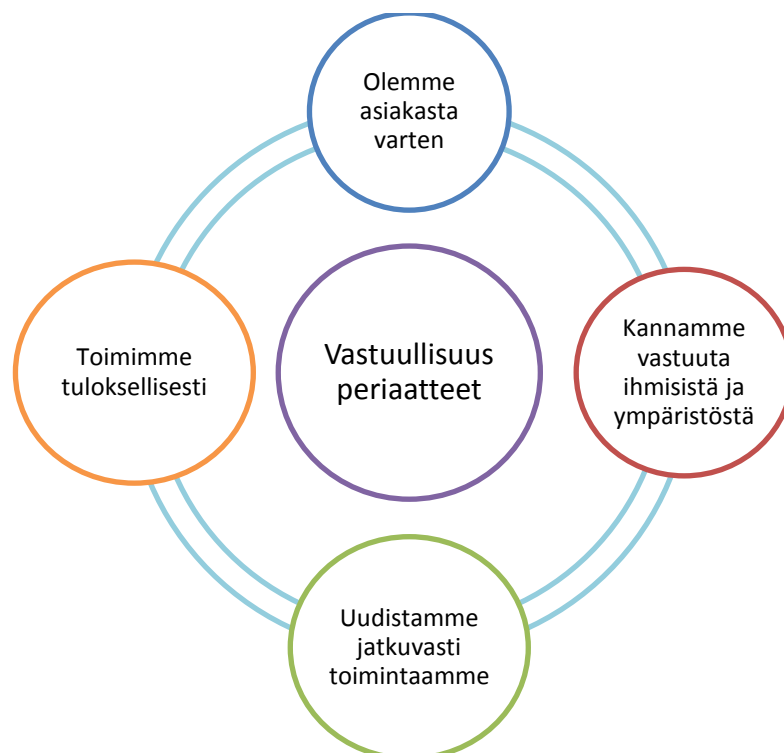 Olemme
asiakasta
varten
Kannamme
vastuuta
ihmisistä ja
ympäristöstä
Vastuullisuus
periaatteet
Toimimme
tuloksellisesti
Uudistamme
jatkuvasti
toimintaamme